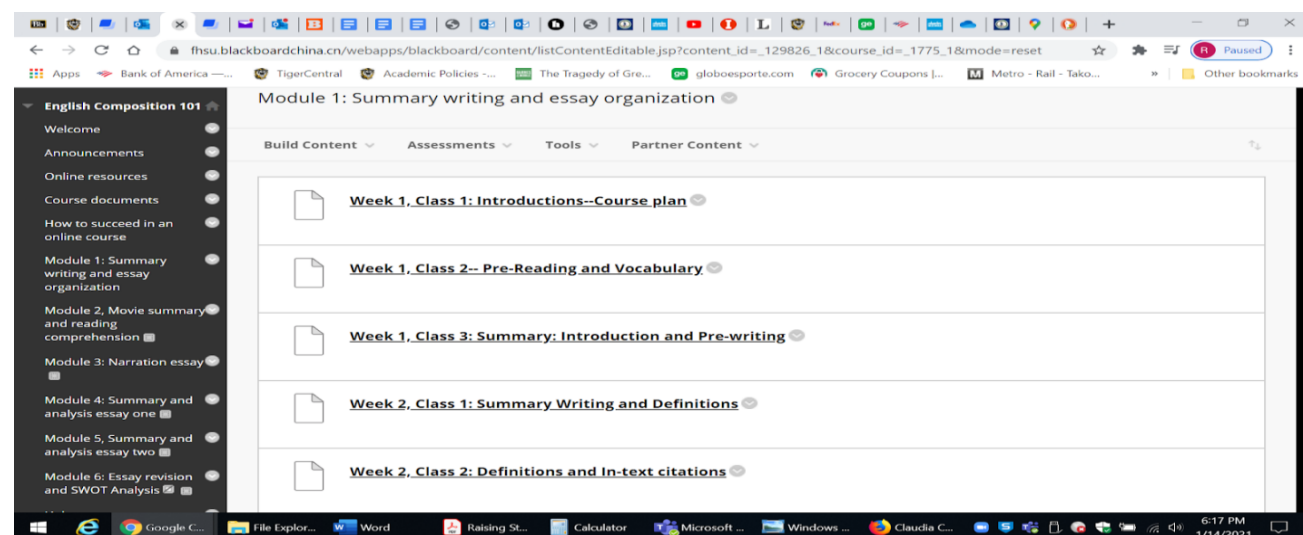 fhsu.blackboardchina.cn/webapps/blackboard/content/listContentEditable.jsp?content_id=_129826_1&course_id=_1775_1&mode=reset R Paused
Apps Bank of America —... TigerCentral Academic Policies -... The Tragedy of Gre... globoesporte.com Grocery Coupons |... M Metro - Rail - Tako... » Other bookmarks
English Composition 101
Welcome
Announcements
Online resources
Course documents
How to succeed in an
online course
Module 1: Summary
writing and essay
organization
Module 2, Movie summary
and reading
comprehension
Module 3: Narration essay
Module 4: Summary and
analysis essay one
Module 5, Summary and
analysis essay two
Module 6: Essay revision
and SWOT Analysis
Module 1: Summary writing and essay organization
Build Content Assessments Tools Partner Content
Week 1, Class 1: Introductions--Course plan
Week 1, Class 2-- Pre-Reading and Vocabulary
Week 1, Class 3: Summary: Introduction and Pre-writing
Week 2, Class 1: Summary Writing and Definitions
Week 2, Class 2: Definitions and In-text citations
Google C... File Explor... Word Raising St... Calculator Microsoft ... Windows ... Claudia C... 6:17 PM
1/14/2021